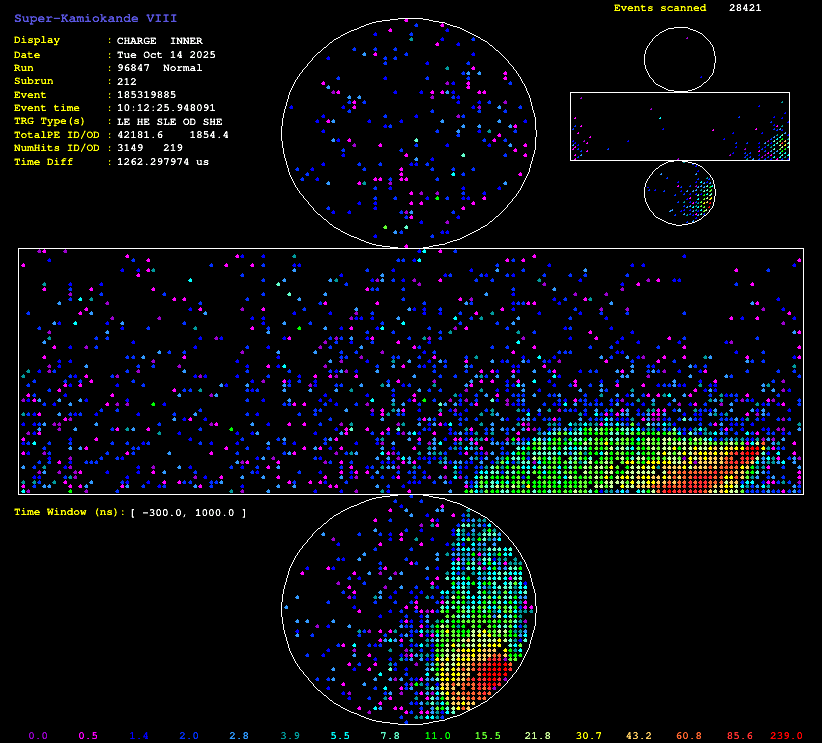 Super-Kamiokande VIII
Events scanned 28421
Display : CHARGE INNER
Date : Tue Oct 14 2025
Run : 96847 Normal
Subrun : 212
Event : 185319885
Event time : 10:12:25.948091
TRG Type(s) : LE HE SLE OD SHE
TotalPE ID/OD : 42181.6 1854.4
NumHits ID/OD : 3149 219
Time Diff : 1262.297974 us
Time Window (ns): [ -300.0, 1000.0 ]
0.0 0.5 1.4 2.0 2.8 3.9 5.5 7.8 11.0 15.5 21.8 30.7 43.2 60.8 85.6 239.0